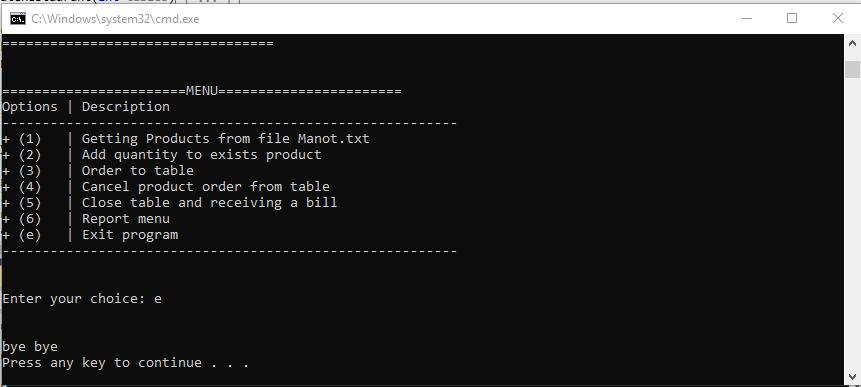 C:\Windows\system32\cmd.exe
==================================
=======================MENU=======================
Options | Description
---------------------------------------------------------
+ (1) | Getting Products from file Manot.txt
+ (2) | Add quantity to exists product
+ (3) | Order to table
+ (4) | Cancel product order from table
+ (5) | Close table and receiving a bill
+ (6) | Report menu
+ (e) | Exit program
---------------------------------------------------------
Enter your choice: e
bye bye
Press any key to continue . . .